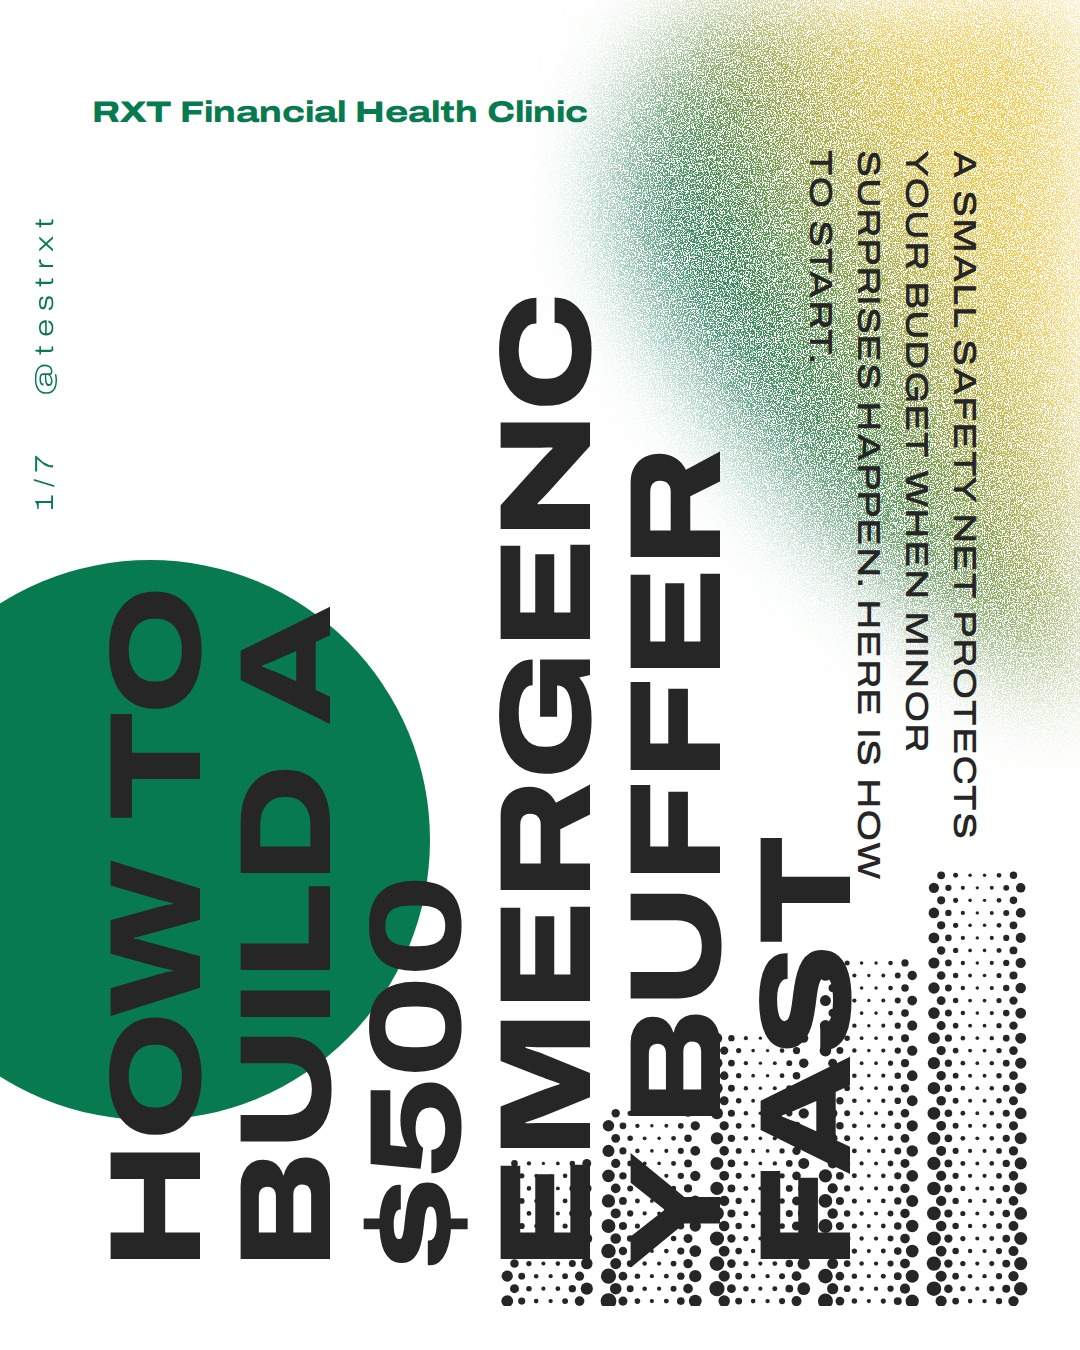 RXT Financial Health Clinic
1/7 @testrxt
HOW TO
BUILD A
$500
EMERGENC
Y BUFFER
FAST
A SMALL SAFETY NET PROTECTS
YOUR BUDGET WHEN MINOR
SURPRISES HAPPEN. HERE IS HOW
TO START.